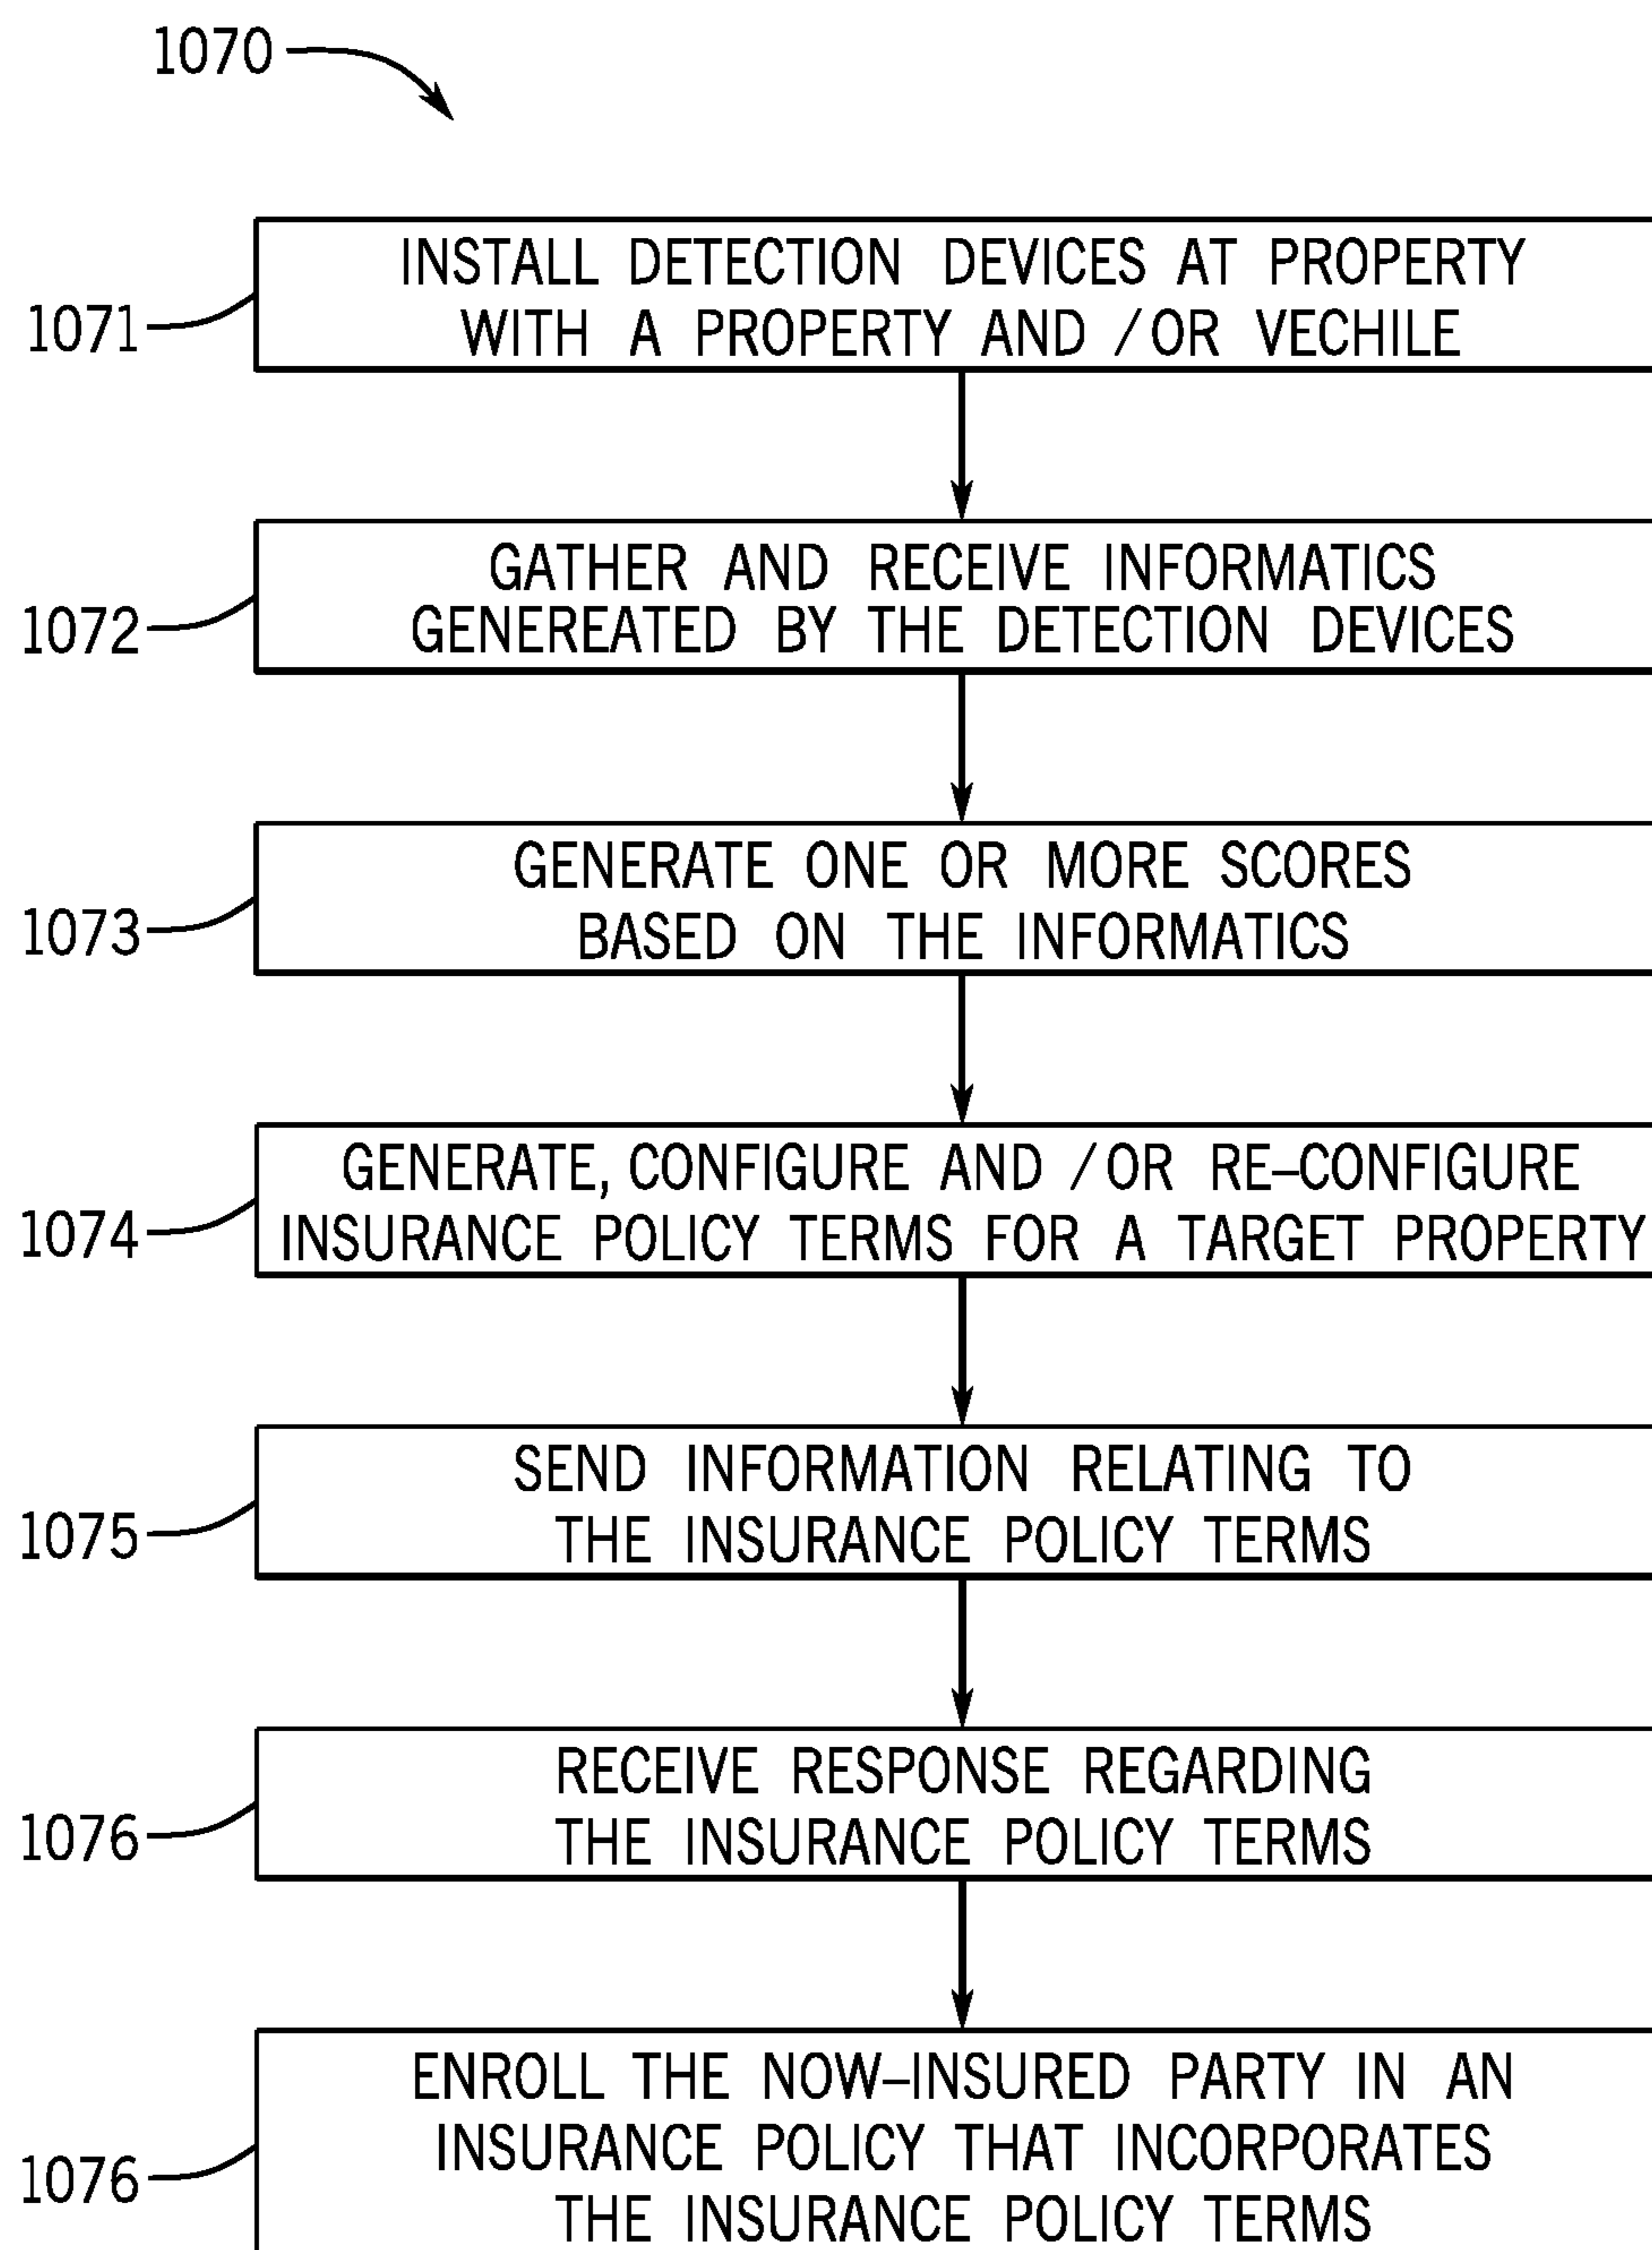 1070
INSTALL DETECTION DEVICES AT PROPERTY
WITH A PROPERTY AND /OR VECHILE
1071
GATHER AND RECEIVE INFORMATICS
GENEREATED BY THE DETECTION DEVICES
1072
GENERATE ONE OR MORE SCORES
BASED ON THE INFORMATICS
1073
GENERATE, CONFIGURE AND /OR RE–CONFIGURE
INSURANCE POLICY TERMS FOR A TARGET PROPERTY
1074
SEND INFORMATION RELATING TO
THE INSURANCE POLICY TERMS
1075
RECEIVE RESPONSE REGARDING
THE INSURANCE POLICY TERMS
1076
ENROLL THE NOW–INSURED PARTY IN AN
INSURANCE POLICY THAT INCORPORATES
THE INSURANCE POLICY TERMS
1076